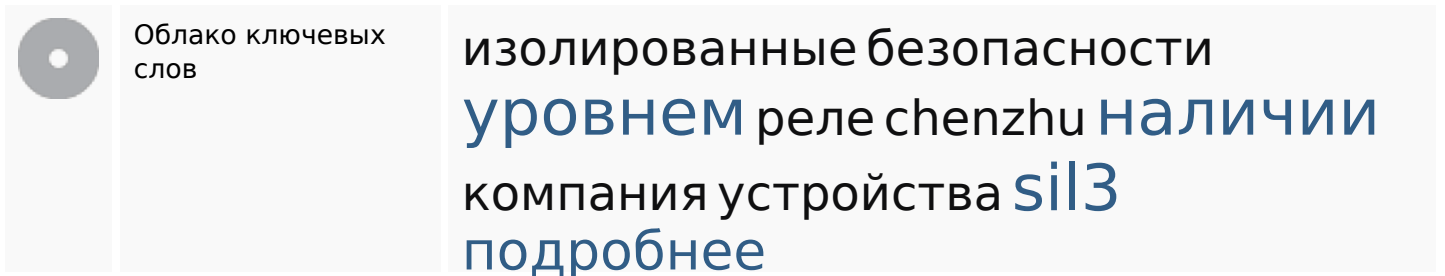 Облако ключевых
слов
изолированные безопасности
уровнем реле chenzhu наличии
компания устройства sil3
подробнее